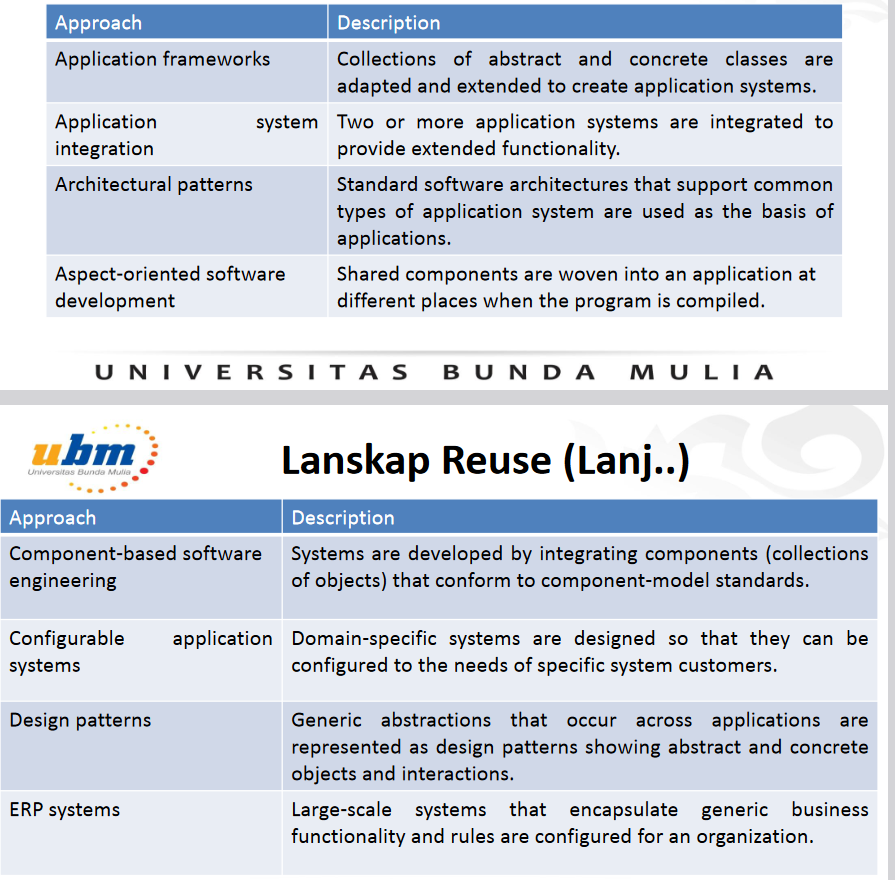 Approach Description
Application frameworks Collections of abstract and concrete classes are
adapted and extended to create application systems.
Application system Two or more application systems are integrated to
integration provide extended functionality.
Architectural patterns Standard software architectures that support common
types of application system are used as the basis of
applications.
Aspect-oriented software Shared components are woven into an application at
development different places when the program is compiled.
UNIVERSITAS BUNDA MULIA
ubm
Universitas Bunda Mulia
Lanskap Reuse (Lanj..)
Approach Description
Component-based software Systems are developed by integrating components (collections
engineering of objects) that conform to component-model standards.
Configurable application Domain-specific systems are designed so that they can be
systems configured to the needs of specific system customers.
Design patterns Generic abstractions that occur across applications are
represented as design patterns showing abstract and concrete
objects and interactions.
ERP systems Large-scale systems that encapsulate generic business
functionality and rules are configured for an organization.